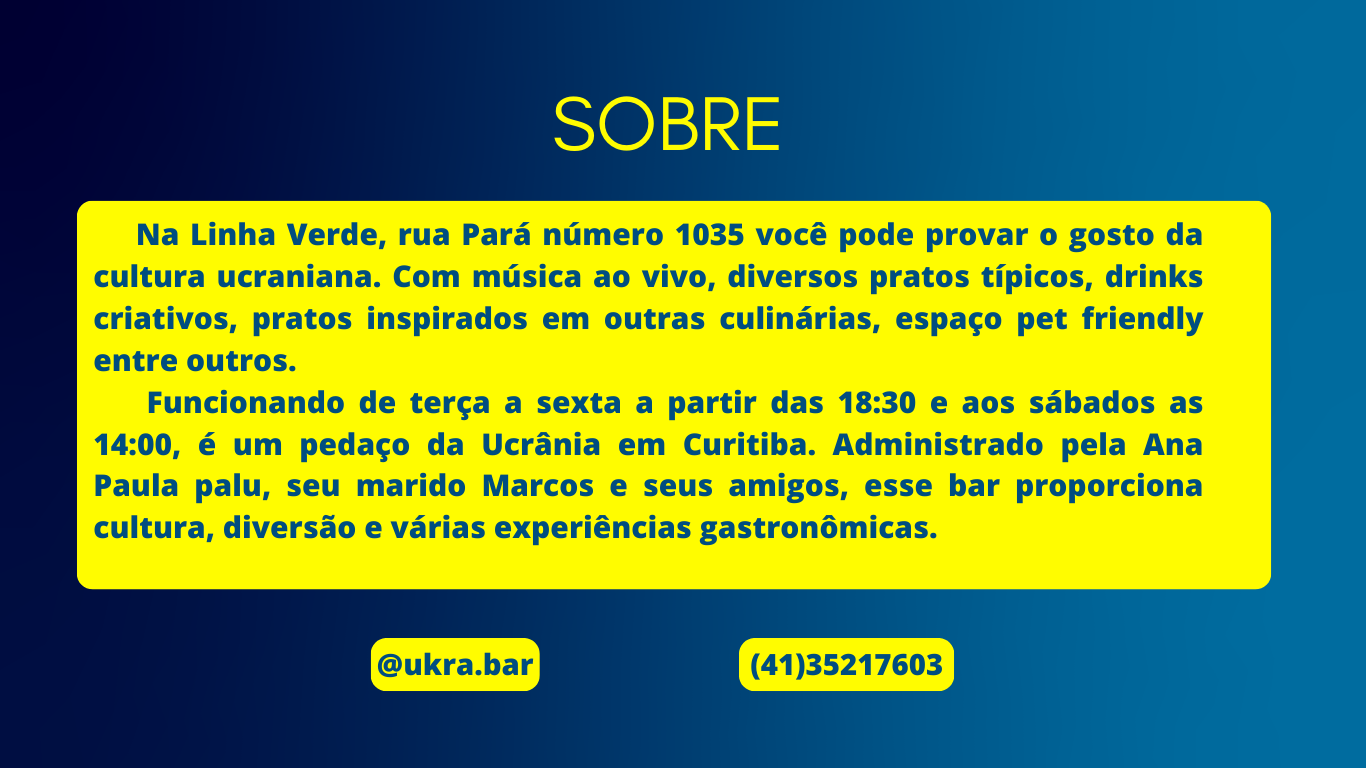 SOBRE
Na Linha Verde, rua Pará número 1035 você pode provar o gosto da
cultura ucraniana. Com música ao vivo, diversos pratos típicos, drinks
criativos, pratos inspirados em outras culinárias, espaço pet friendly
entre outros.
Funcionando de terça a sexta a partir das 18:30 e aos sábados as
14:00, é um pedaço da Ucrânia em Curitiba. Administrado pela Ana
Paula palu, seu marido Marcos e seus amigos, esse bar proporciona
cultura, diversão e várias experiências gastronômicas.
@ukra.bar
(41)35217603